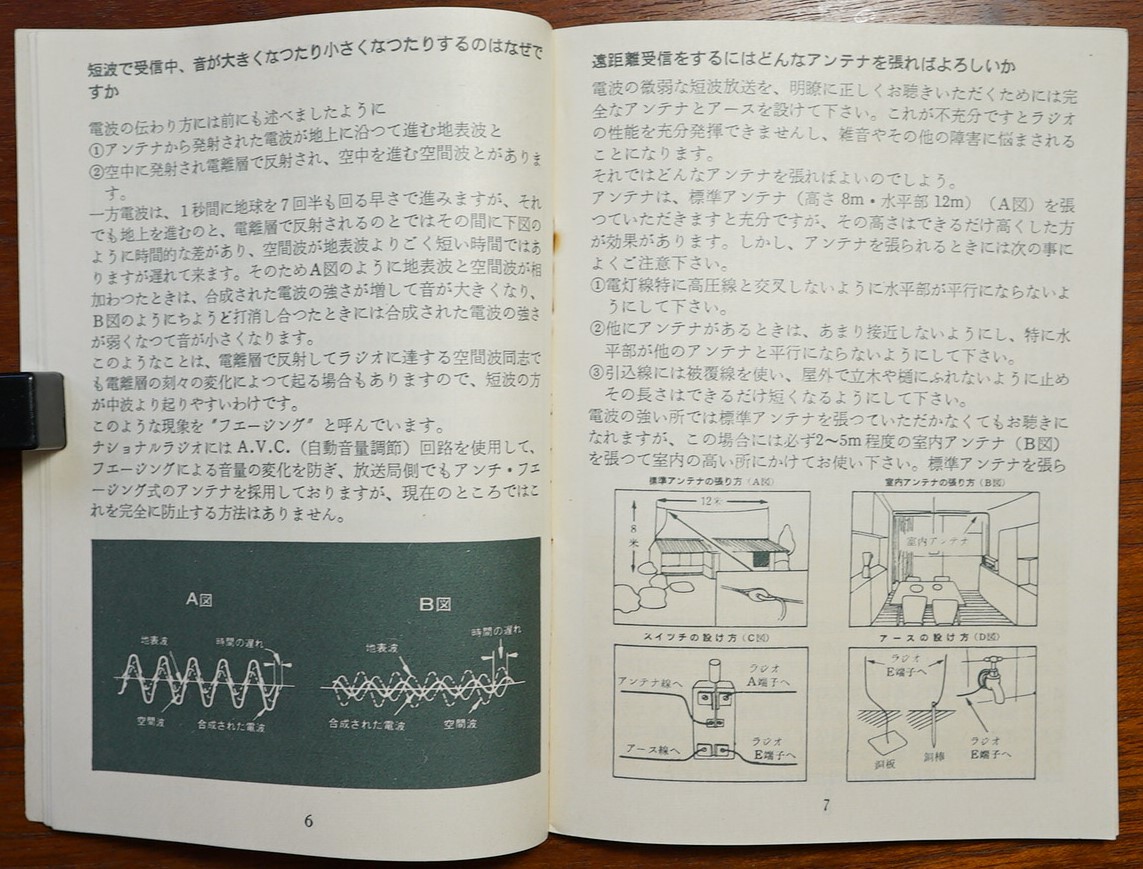 短波で受信中、音が大きくなつたり小さくなつたりするのはなぜで
すか
電波の伝わり方には前にも述べましたように
①アンテナから発射された電波が地上に沿つて進む地表波と
②空中に発射され電離層で反射され、空中を進む空間波とがありま
す。
一方電波は、1秒間に地球を7回半も回る早さで進みますが、それ
でも地上を進むのと、電離層で反射されるのとではその間に下図の
ように時間的な差があり、空間波が地表波よりごく短い時間ではあ
りますが遅れて来ます。そのためA図のように地表波と空間波が相
加わつたときは、合成された電波の強さが増して音が大きくなり、
B図のようにちようど打消し合つたときには合成された電波の強さ
が弱くなつて音が小さくなります。
このようなことは、電離層で反射してラジオに達する空間波同志で
も電離層の刻々の変化によつて起る場合もありますので、短波の方
が中波より起りやすいわけです。
このような現象を〝フエージング〞と呼んでいます。
ナショナルラジオには A.V.C.（自動音量調節）回路を使用して、
フエージングによる音量の変化を防ぎ、放送局側でもアンチ・フエ
ージング式のアンテナを採用しておりますが、現在のところではこ
れを完全に防止する方法はありません。
A図
B図
地表波
時間の遅れ
空間波
合成された電波
地表波
時間の遅れ
合成された電波
空間波
6
遠距離受信をするにはどんなアンテナを張ればよろしいか
電波の微弱な短波放送を、明瞭に正しくお聴きいただくためには完
全なアンテナとアースを設けて下さい。これが不充分ですとラジオ
の性能を充分発揮できませんし、雑音やその他の障害に悩まされる
ことになります。
それではどんなアンテナを張ればよいのでしよう。
アンテナは、標準アンテナ（高さ 8m・水平部 12m）（A図）を張
つていただきますと充分ですが、その高さはできるだけ高くした方
が効果があります。しかし、アンテナを張られるときには次の事に
よくご注意下さい。
①電灯線特に高圧線と交叉しないように水平部が平行にならないよ
うにして下さい。
②他にアンテナがあるときは、あまり接近しないようにし、特に水
平部が他のアンテナと平行にならないようにして下さい。
③引込線には被覆線を使い、屋外で立木や樋にふれないように止め
その長さはできるだけ短くなるようにして下さい。
電波の強い所では標準アンテナを張つていただかなくてもお聴きに
なれますが、この場合には必ず2〜5m 程度の室内アンテナ（B図）
を張つて室内の高い所にかけてお使い下さい。標準アンテナを張ら
標準アンテナの張り方（A図）
12米
8米
室内アンテナの張り方（B図）
室内アンテナ
スイツチの設け方（C図）
アンテナ線へ
ラジオ
A端子へ
アース線へ
ラジオ
E端子へ
アースの設け方（D図）
ラジオ
E端子へ
ラジオ
E端子へ
銅板
銅棒
7